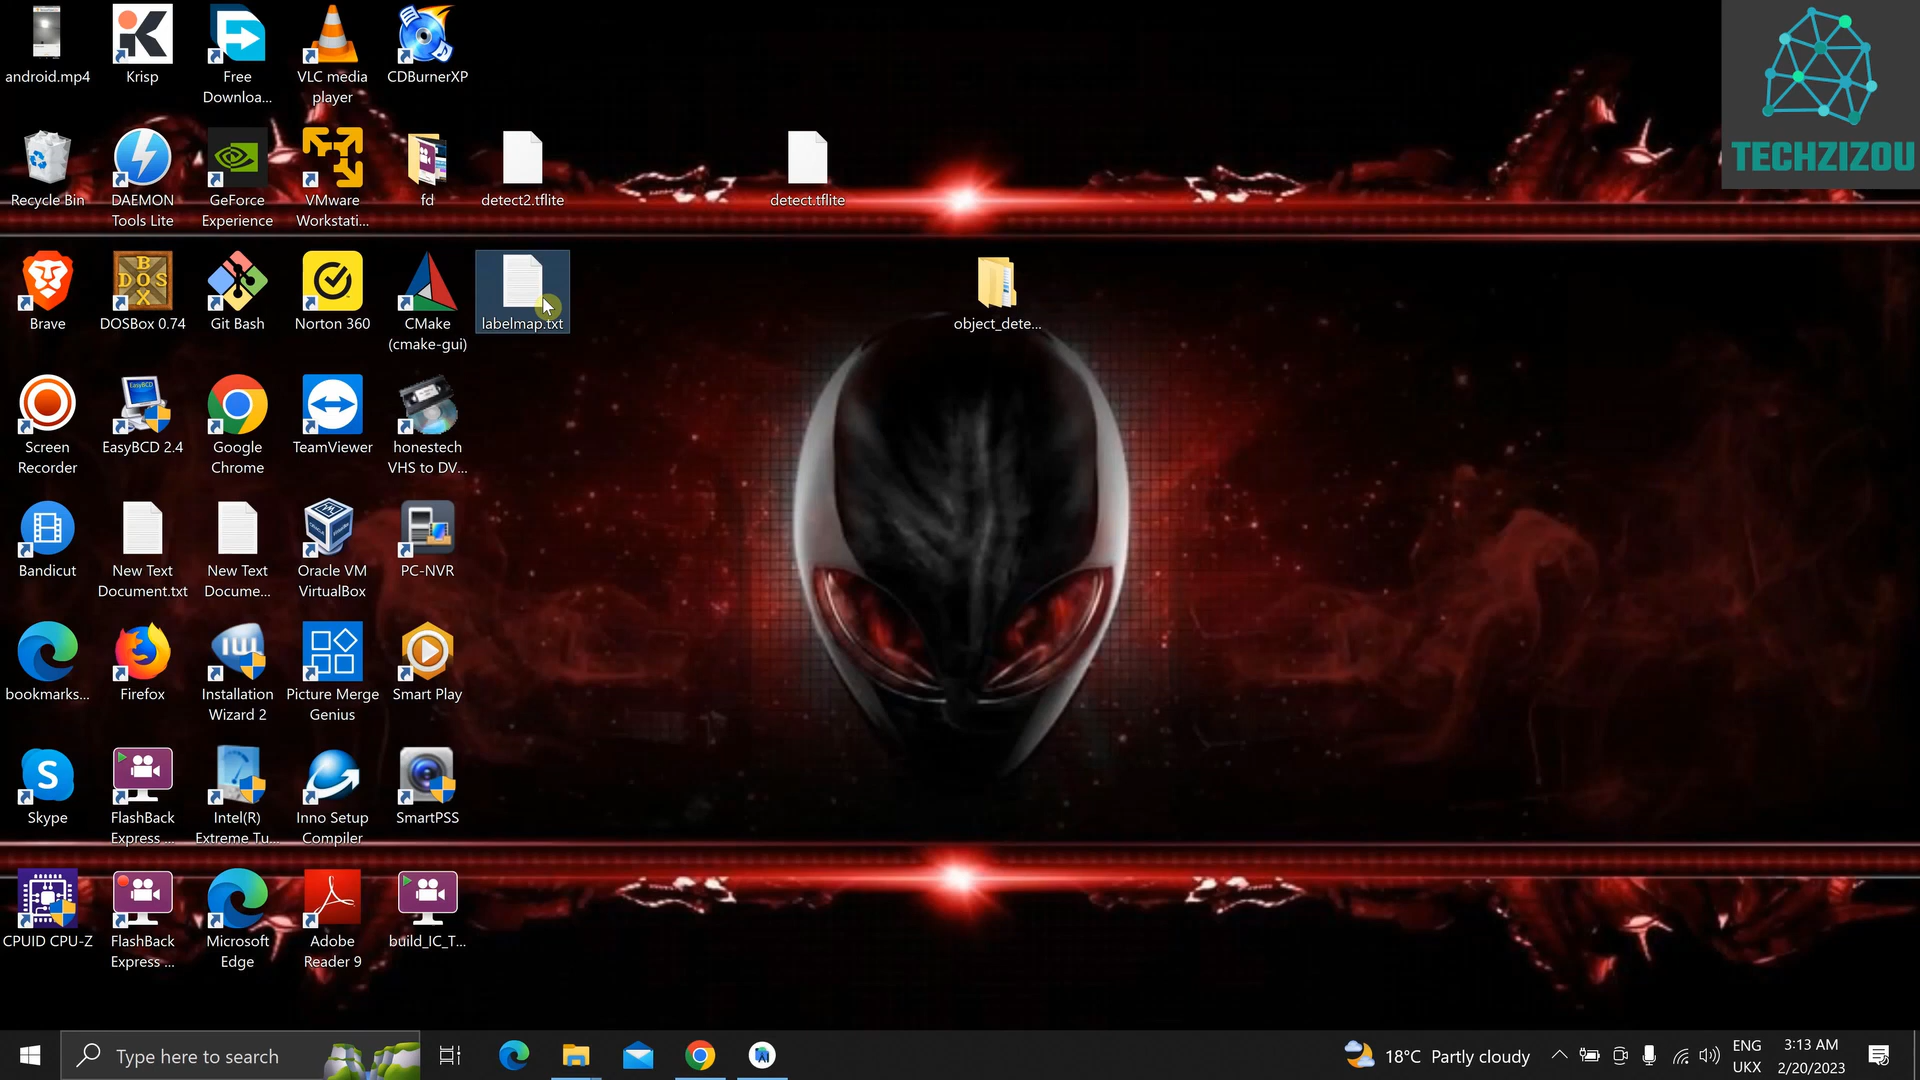 android.mp4
Krisp
Free
Downloa...
VLC media
player
CDBurnerXP
TECHZIZOU
Recycle Bin
DAEMON
Tools Lite
GeForce
Experience
VMware
Workstati...
fd
detect2.tflite
detect.tflite
Brave
BOX
DOS
DOSBox 0.74
Git Bash
Norton 360
CMake
(cmake-gui)
labelmap.txt
object_dete...
Screen
Recorder
EasyBCD
EasyBCD 2.4
Google
Chrome
TeamViewer
honestech
VHS to DV...
Bandicut
New Text
Document.txt
New Text
Docume...
Oracle VM
VirtualBox
PC-NVR
bookmarks...
Firefox
Installation
Wizard 2
Picture Merge
Genius
Smart Play
Skype
FlashBack
Express ...
Intel(R)
Extreme Tu...
Inno Setup
Compiler
SmartPSS
CPUID CPU-Z
FlashBack
Express ...
Microsoft
Edge
Adobe
Reader 9
build_IC_T...
Type here to search
18°C Partly cloudy
ENG
UKX
3:13 AM
2/20/2023